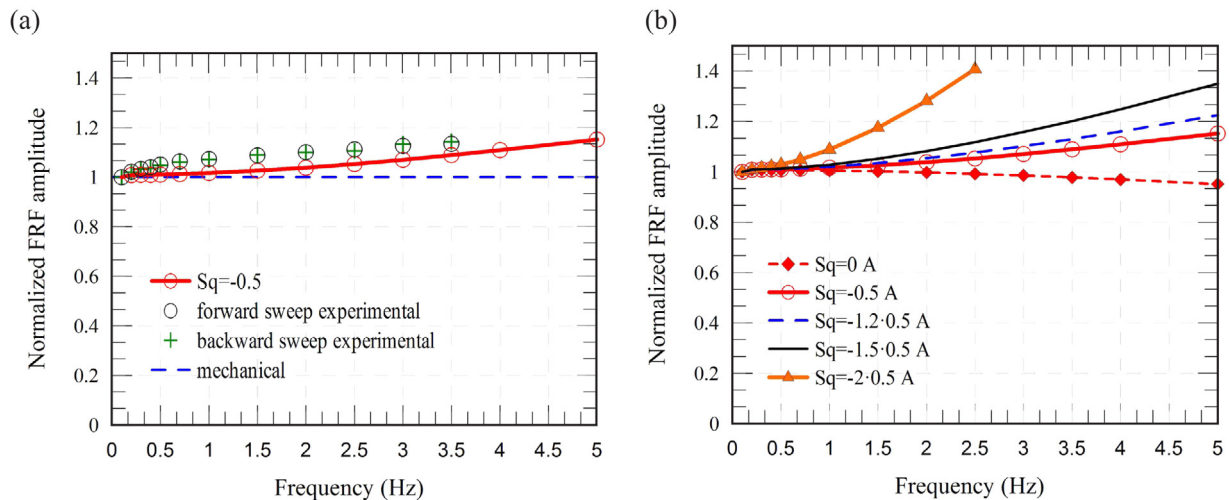 (a)
1.4
1.2
1
0.8
0.6
0.4
0.2
0
Normalized FRF amplitude
Sq=-0.5
forward sweep experimental
backward sweep experimental
mechanical
0 0.5 1 1.5 2 2.5 3 3.5 4 4.5 5
Frequency (Hz)
(b)
1.4
1.2
1
0.8
0.6
0.4
0.2
0
Normalized FRF amplitude
Sq=0 A
Sq=-0.5 A
Sq=-1.2·0.5 A
Sq=-1.5·0.5 A
Sq=-2·0.5 A
0 0.5 1 1.5 2 2.5 3 3.5 4 4.5 5
Frequency (Hz)